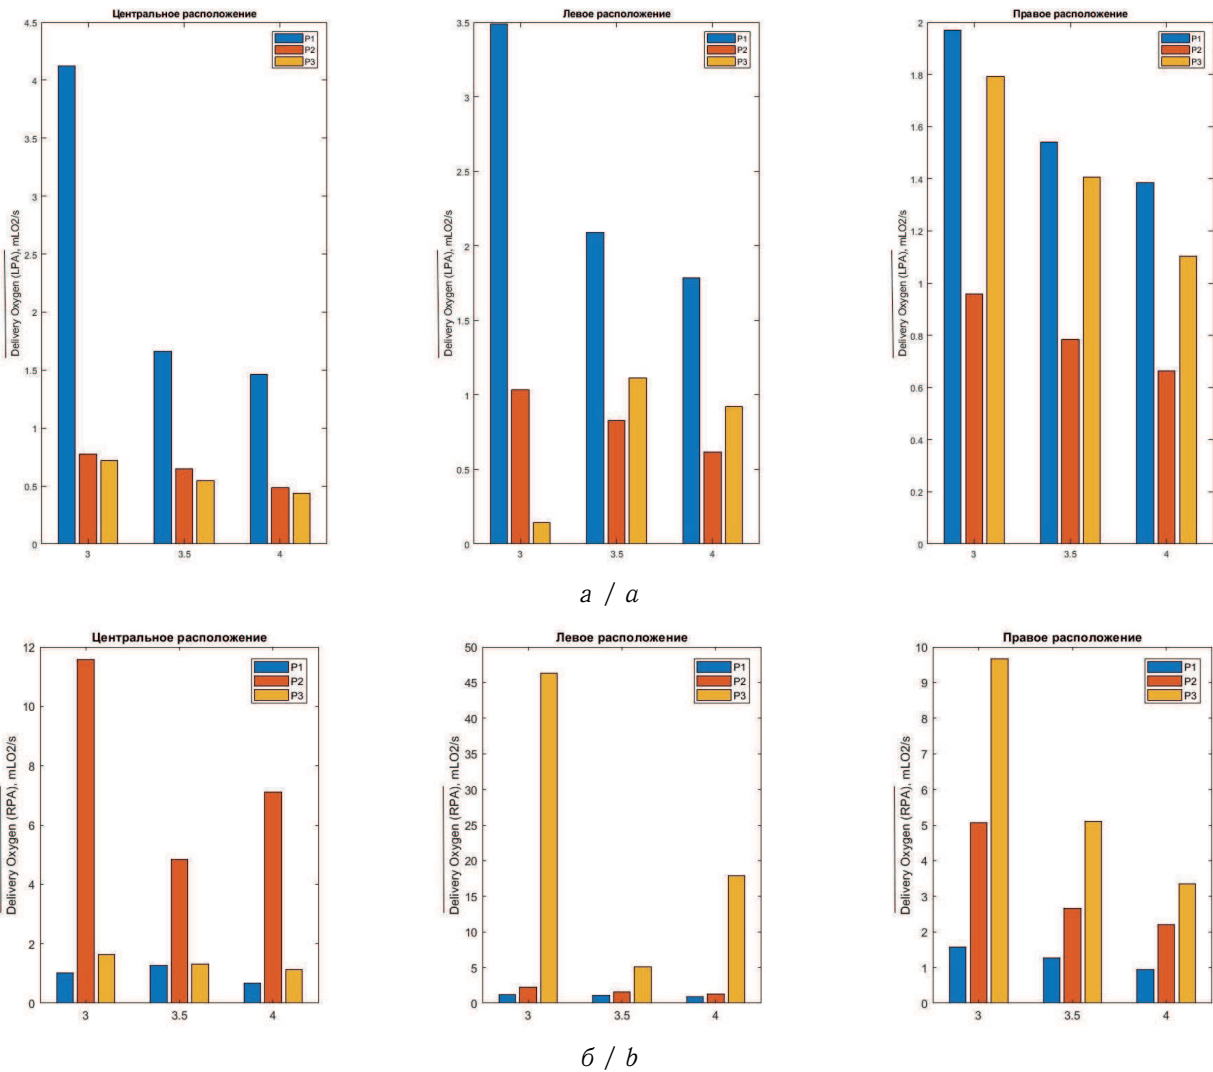 Центральное расположение
4.5
4
3.5
3
2.5
2
1.5
1
0.5
0
Delivery Oxygen (LPA), mLO2/s
P1
P2
P3
3 3.5 4
Левое расположение
3.5
3
2.5
2
1.5
1
0.5
0
Delivery Oxygen (LPA), mLO2/s
P1
P2
P3
3 3.5 4
Правое расположение
2
1.8
1.6
1.4
1.2
1
0.8
0.6
0.4
0.2
0
Delivery Oxygen (LPA), mLO2/s
P1
P2
P3
3 3.5 4
а / a
Центральное расположение
12
10
8
6
4
2
0
Delivery Oxygen (RPA), mLO2/s
P1
P2
P3
3 3.5 4
Левое расположение
50
45
40
35
30
25
20
15
10
5
0
Delivery Oxygen (RPA), mLO2/s
P1
P2
P3
3 3.5 4
Правое расположение
10
9
8
7
6
5
4
3
2
1
0
Delivery Oxygen (RPA), mLO2/s
P1
P2
P3
3 3.5 4
б / b